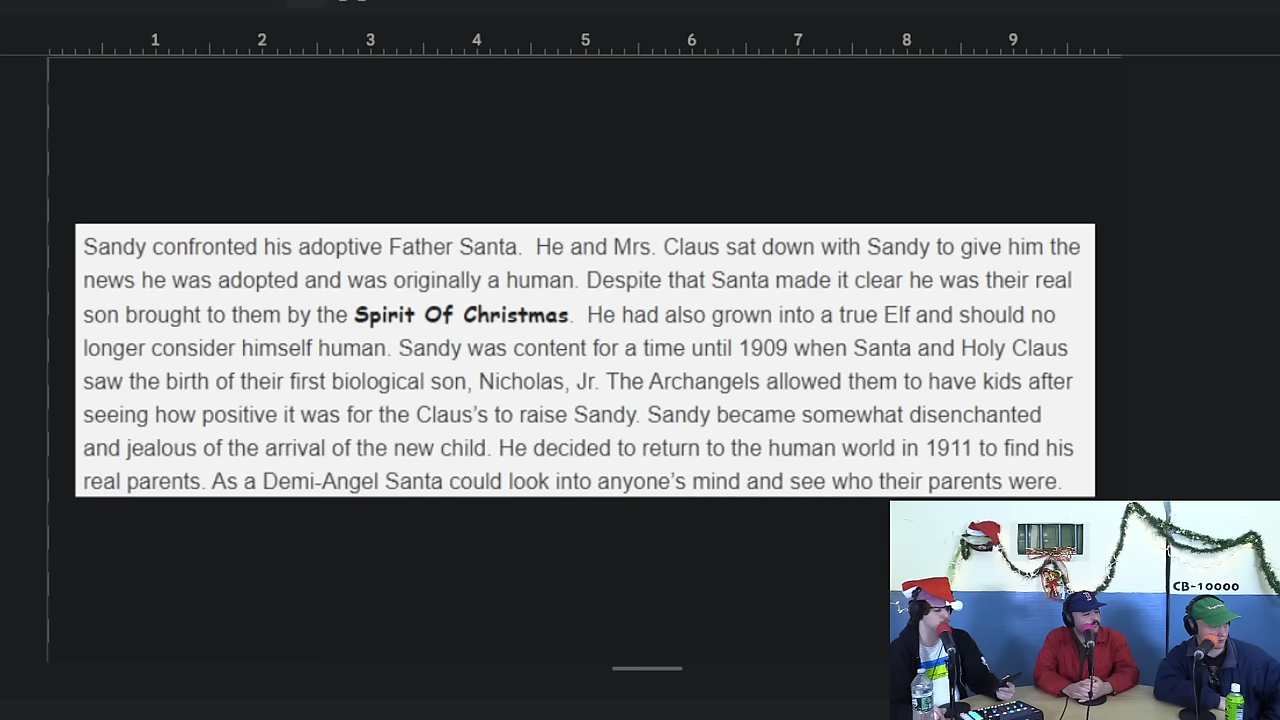 1 2 3 4 5 6 7 8 9
Sandy confronted his adoptive Father Santa.  He and Mrs. Claus sat down with Sandy to give him the
news he was adopted and was originally a human. Despite that Santa made it clear he was their real
son brought to them by the Spirit Of Christmas.  He had also grown into a true Elf and should no
longer consider himself human. Sandy was content for a time until 1909 when Santa and Holy Claus
saw the birth of their first biological son, Nicholas, Jr. The Archangels allowed them to have kids after
seeing how positive it was for the Claus’s to raise Sandy. Sandy became somewhat disenchanted
and jealous of the arrival of the new child. He decided to return to the human world in 1911 to find his
real parents. As a Demi-Angel Santa could look into anyone’s mind and see who their parents were.
CB-10000